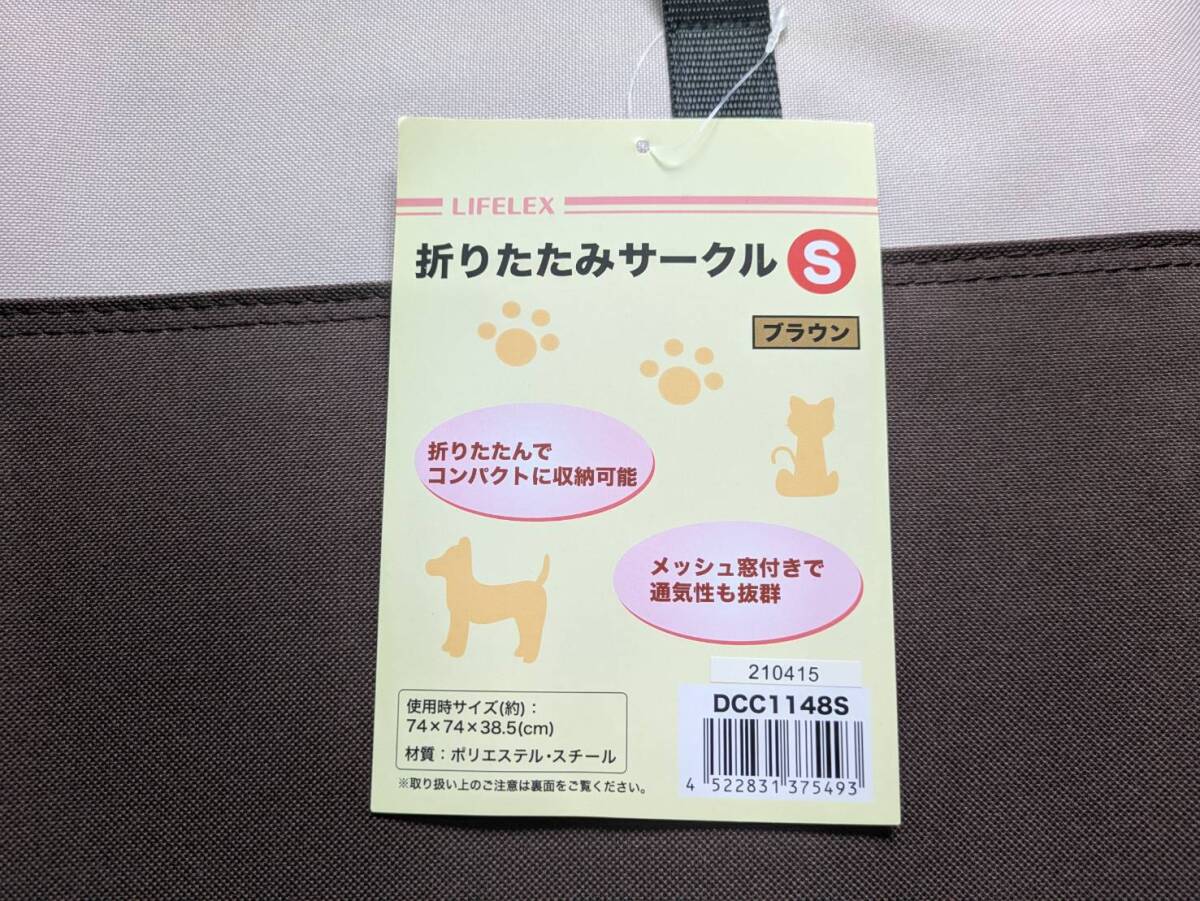 LIFELEX
折りたたみサークル S
ブラウン
折りたたんで
コンパクトに収納可能
メッシュ窓付きで
通気性も抜群
210415
DCC1148S
4 522831 375493
使用時サイズ(約)：
74×74×38.5(cm)
材質：ポリエステル・スチール
※取り扱い上のご注意は裏面をご覧ください。